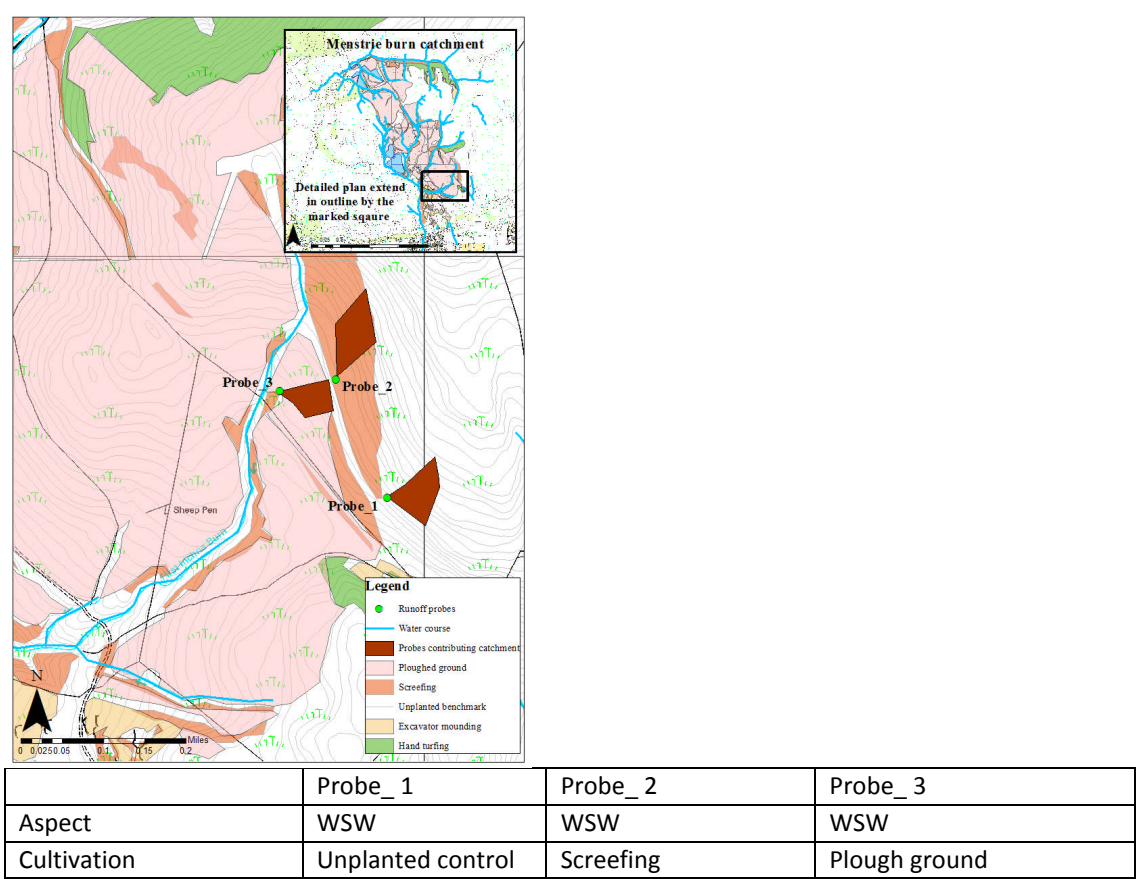 Menstrie burn catchment
Detailed plan extend
in outline by the
marked sqaure
Probe_3
Probe_2
Probe_1
Sheep Pen
Legend
Runoff probes
Water course
Probes contributing catchment
Ploughed ground
Screefing
Unplanted benchmark
Excavator mounding
Hand turfing
N
Miles
0 0.025 0.05 0.1 0.15 0.2
Probe_ 1 Probe_ 2 Probe_ 3
Aspect WSW WSW WSW
Cultivation Unplanted control Screefing Plough ground